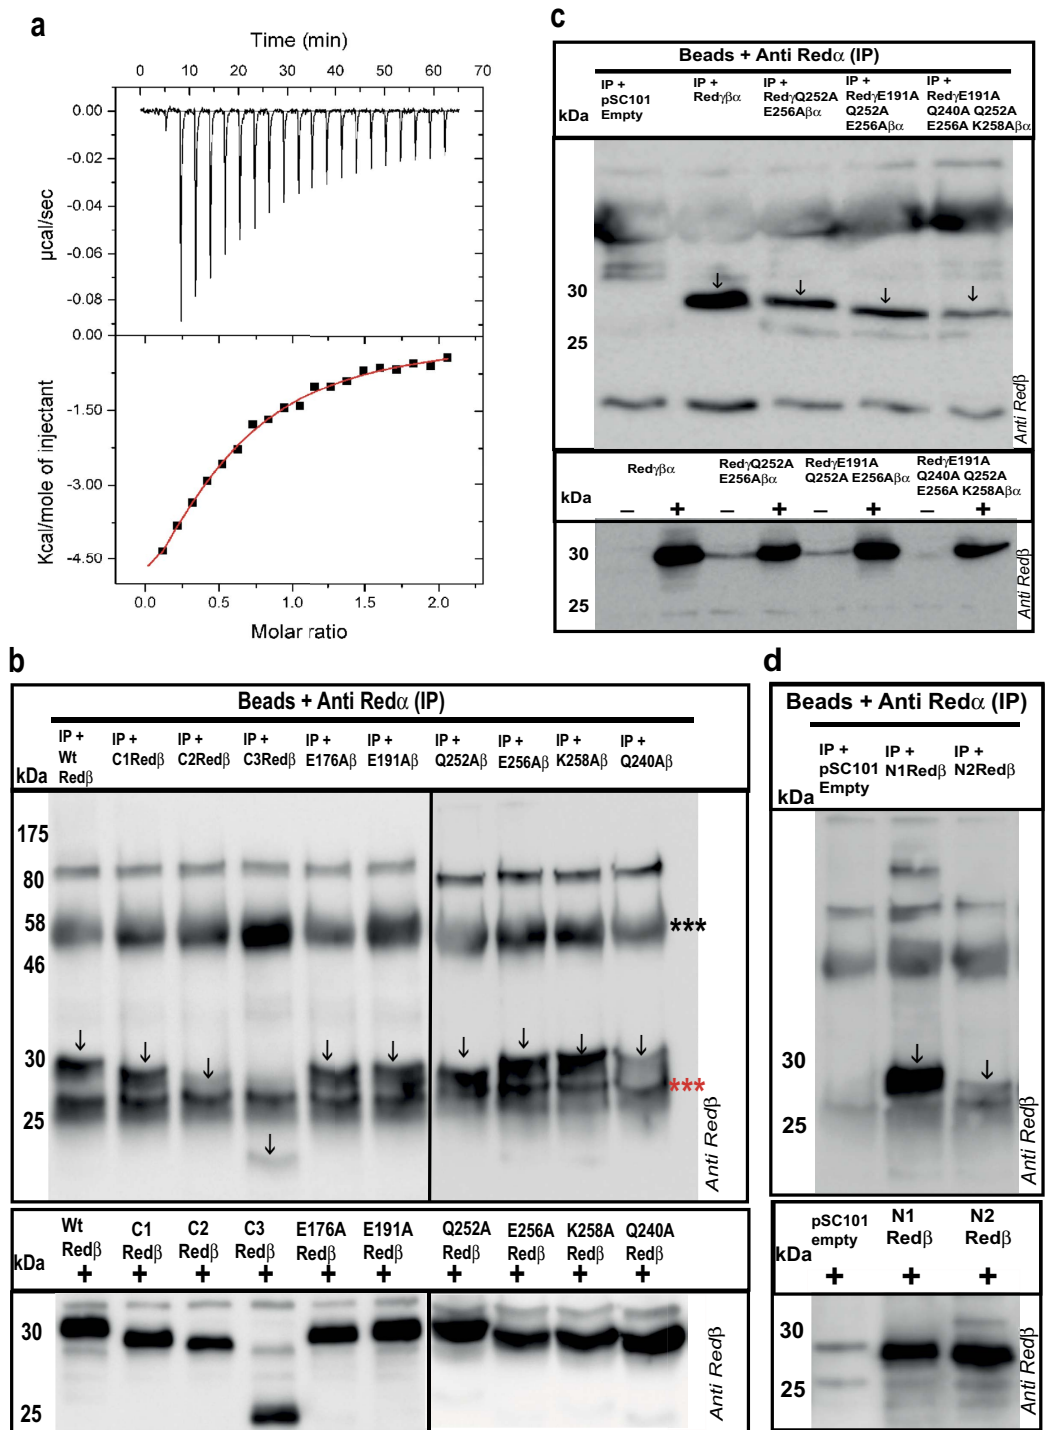 a
Time (min)
0 10 20 30 40 50 60 70
0.00
-0.02
-0.04
-0.06
-0.08
µcal/sec
0.00
-1.50
-3.00
-4.50
Kcal/mole of injectant
0.0 0.5 1.0 1.5 2.0
Molar ratio
c
Beads + Anti Redα (IP)
kDa
IP +
pSC101
Empty
IP +
Redγβα
IP +
RedγQ252A
E256Aβα
IP +
RedγE191A
Q252A
E256Aβα
IP +
RedγE191A
Q240A Q252A
E256A K258Aβα
30
25
Anti Redβ
kDa
Redγβα
RedγQ252A
E256Aβα
RedγE191A
Q252A E256Aβα
RedγE191A
Q240A Q252A
E256A K258Aβα
– + – + – + – +
30
25
Anti Redβ
b
Beads + Anti Redα (IP)
kDa
IP +
Wt
Redβ
IP +
C1Redβ
IP +
C2Redβ
IP +
C3Redβ
IP +
E176Aβ
IP +
E191Aβ
IP +
Q252Aβ
IP +
E256Aβ
IP +
K258Aβ
IP +
Q240Aβ
175
80
58
46
30
25
***
***
Anti Redβ
kDa
Wt
Redβ
+
C1
Redβ
+
C2
Redβ
+
C3
Redβ
+
E176A
Redβ
+
E191A
Redβ
+
Q252A
Redβ
+
E256A
Redβ
+
K258A
Redβ
+
Q240A
Redβ
+
30
25
Anti Redβ
d
Beads + Anti Redα (IP)
kDa
IP +
pSC101
Empty
IP +
N1Redβ
IP +
N2Redβ
30
25
Anti Redβ
kDa
pSC101
empty
+
N1
Redβ
+
N2
Redβ
+
30
25
Anti Redβ